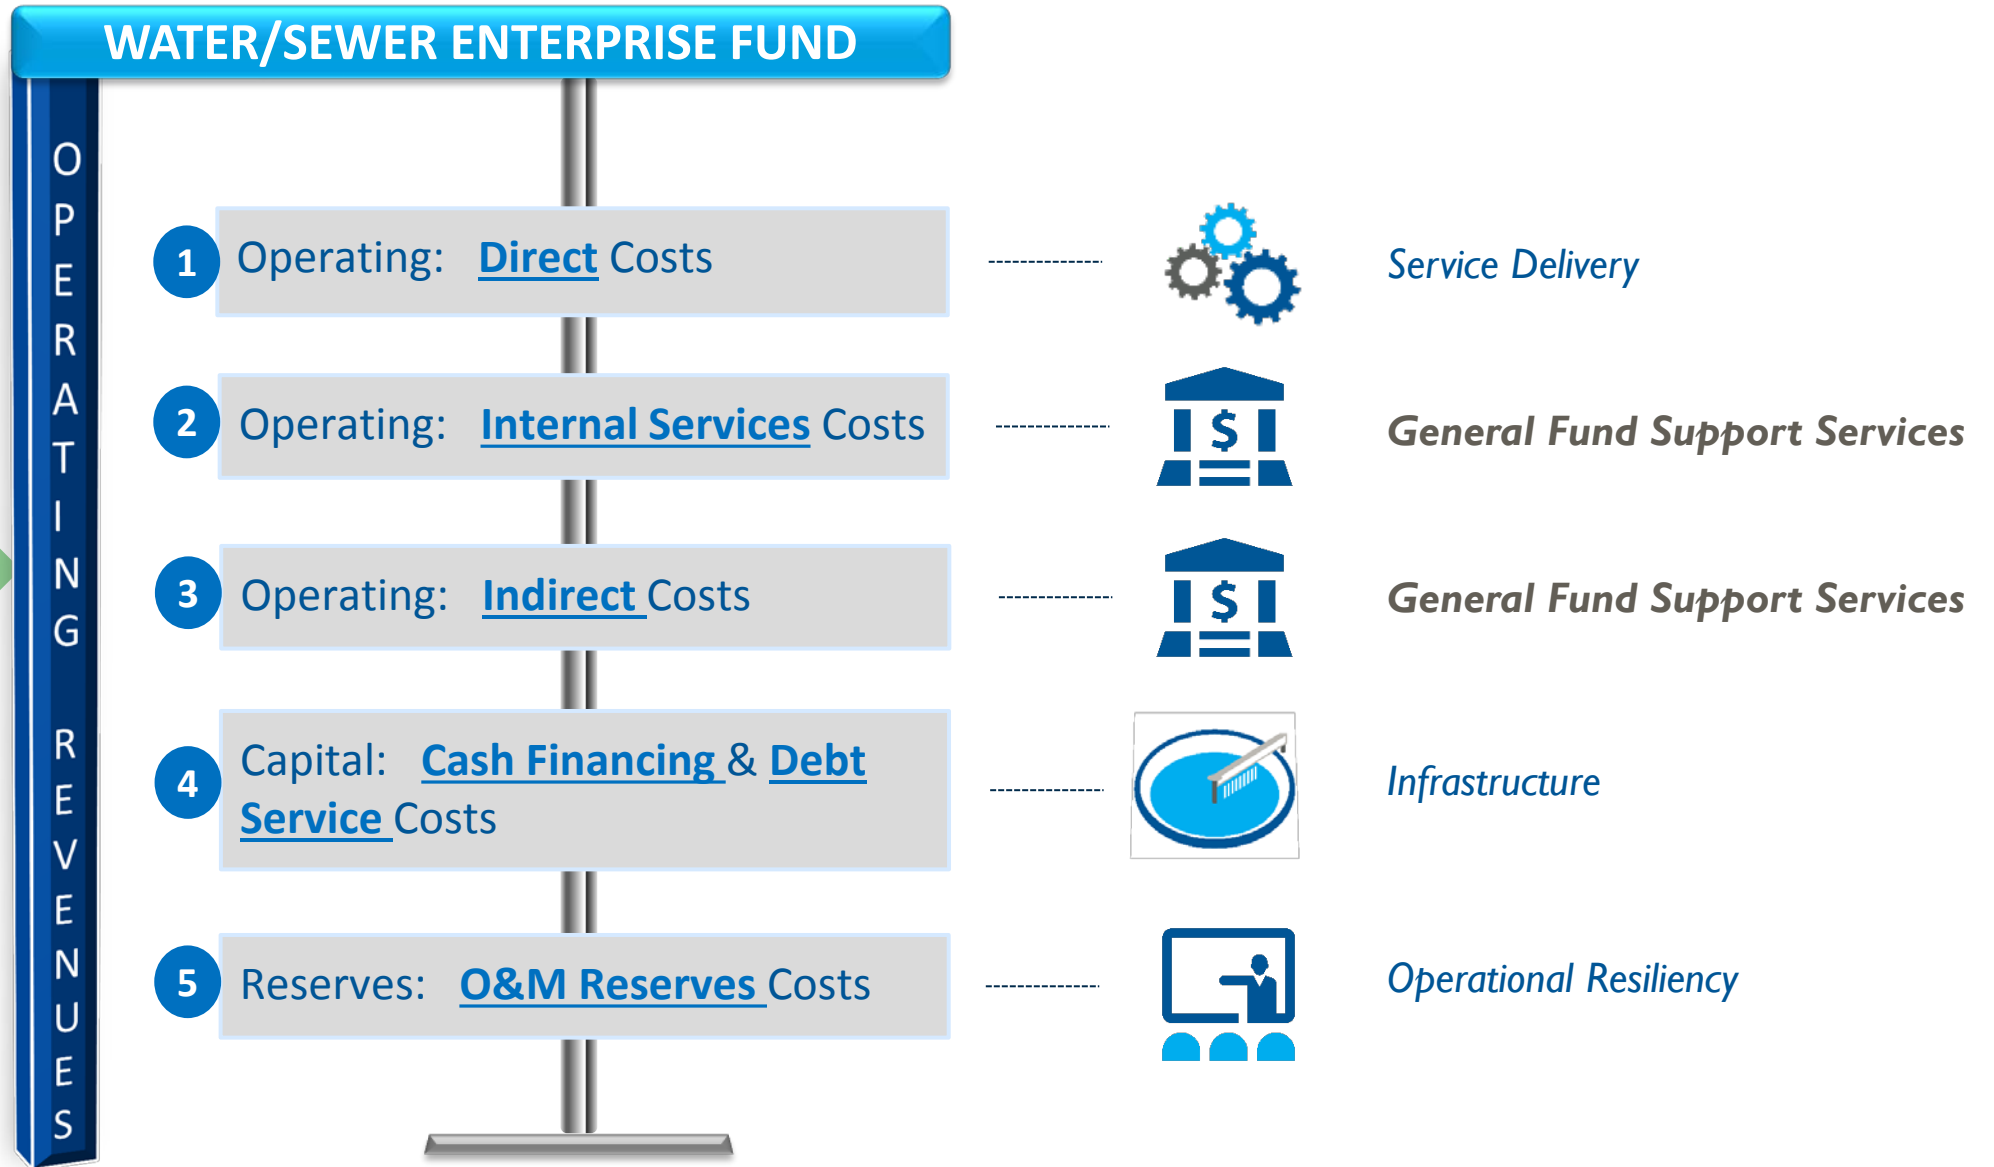 WATER/SEWER ENTERPRISE FUND
OPERATING REVENUES
1 Operating: Direct Costs
Service Delivery
2 Operating: Internal Services Costs
$
General Fund Support Services
3 Operating: Indirect Costs
$
General Fund Support Services
4 Capital: Cash Financing & Debt
Service Costs
Infrastructure
5 Reserves: O&M Reserves Costs
Operational Resiliency